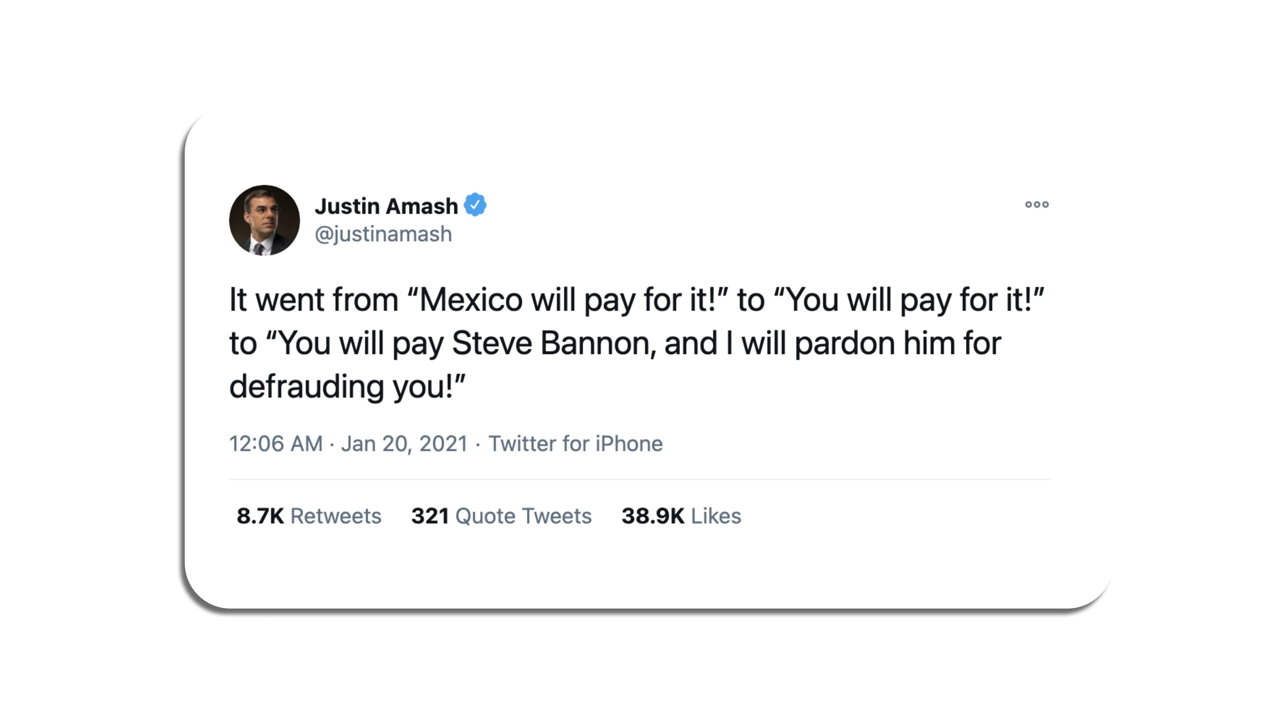 Justin Amash
@justinamash
It went from “Mexico will pay for it!” to “You will pay for it!”
to “You will pay Steve Bannon, and I will pardon him for
defrauding you!”
12:06 AM · Jan 20, 2021 · Twitter for iPhone
8.7K Retweets 321 Quote Tweets 38.9K Likes